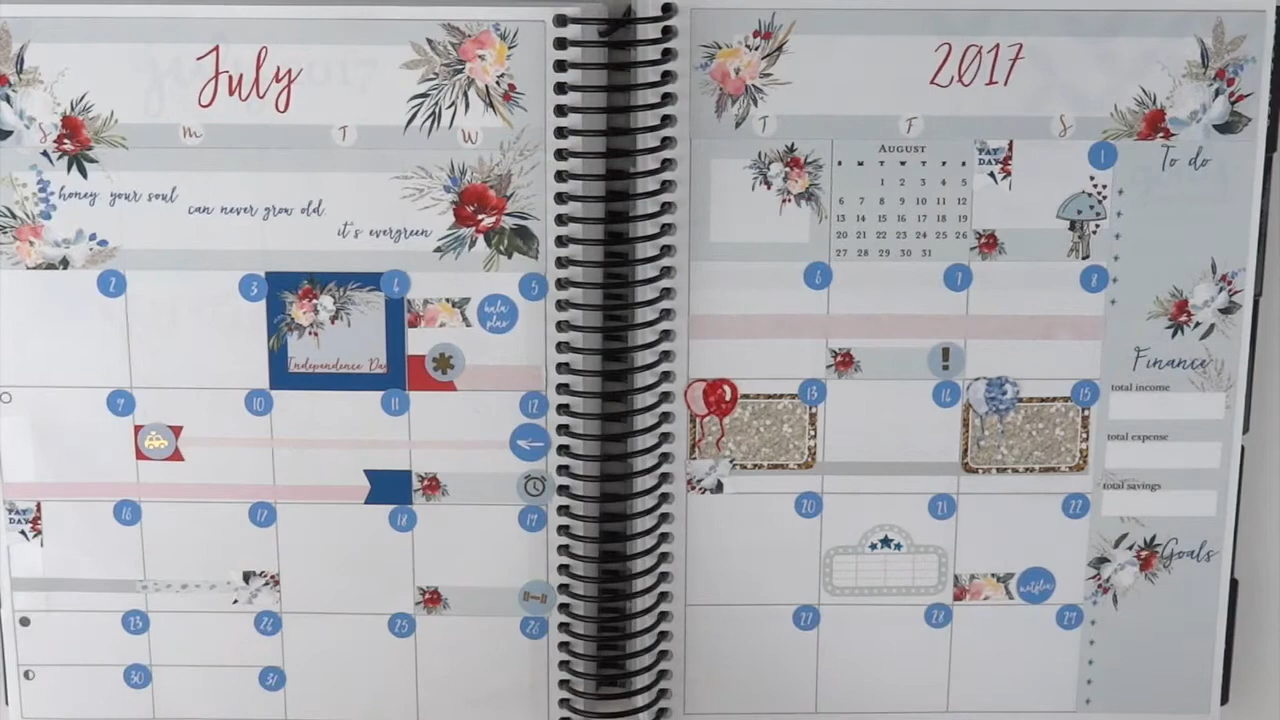 July
2017
S M T W
T F S
honey your soul
can never grow old.
it's evergreen
AUGUST
S M T W T F S
1 2 3 4 5
6 7 8 9 10 11 12
13 14 15 16 17 18 19
20 21 22 23 24 25 26
27 28 29 30 31
PAY
DAY
1
To do
2 3 4 5 6 7 8
Independence Day
hulu
plus
!
Finance
total income
total expense
total savings
9 10 11 12 13 14 15
PAY
DAY
16 17 18 19 20 21 22
netflix
Goals
23 24 25 26 27 28 29
30 31